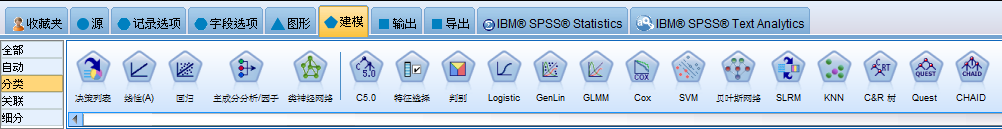 收藏夹 源 记录选项 字段选项 图形 建模 输出 导出 IBM® SPSS® Statistics IBM® SPSS® Text Analytics
全部
自动
分类
关联
细分
C 5.0 COX C RT QUEST CHAID
决策列表 线性(A) 回归 主成分分析/因子 类神经网络 C5.0 特征选择 判别 Logistic GenLin GLMM Cox SVM 贝叶斯网络 SLRM KNN C&R 树 Quest CHAID